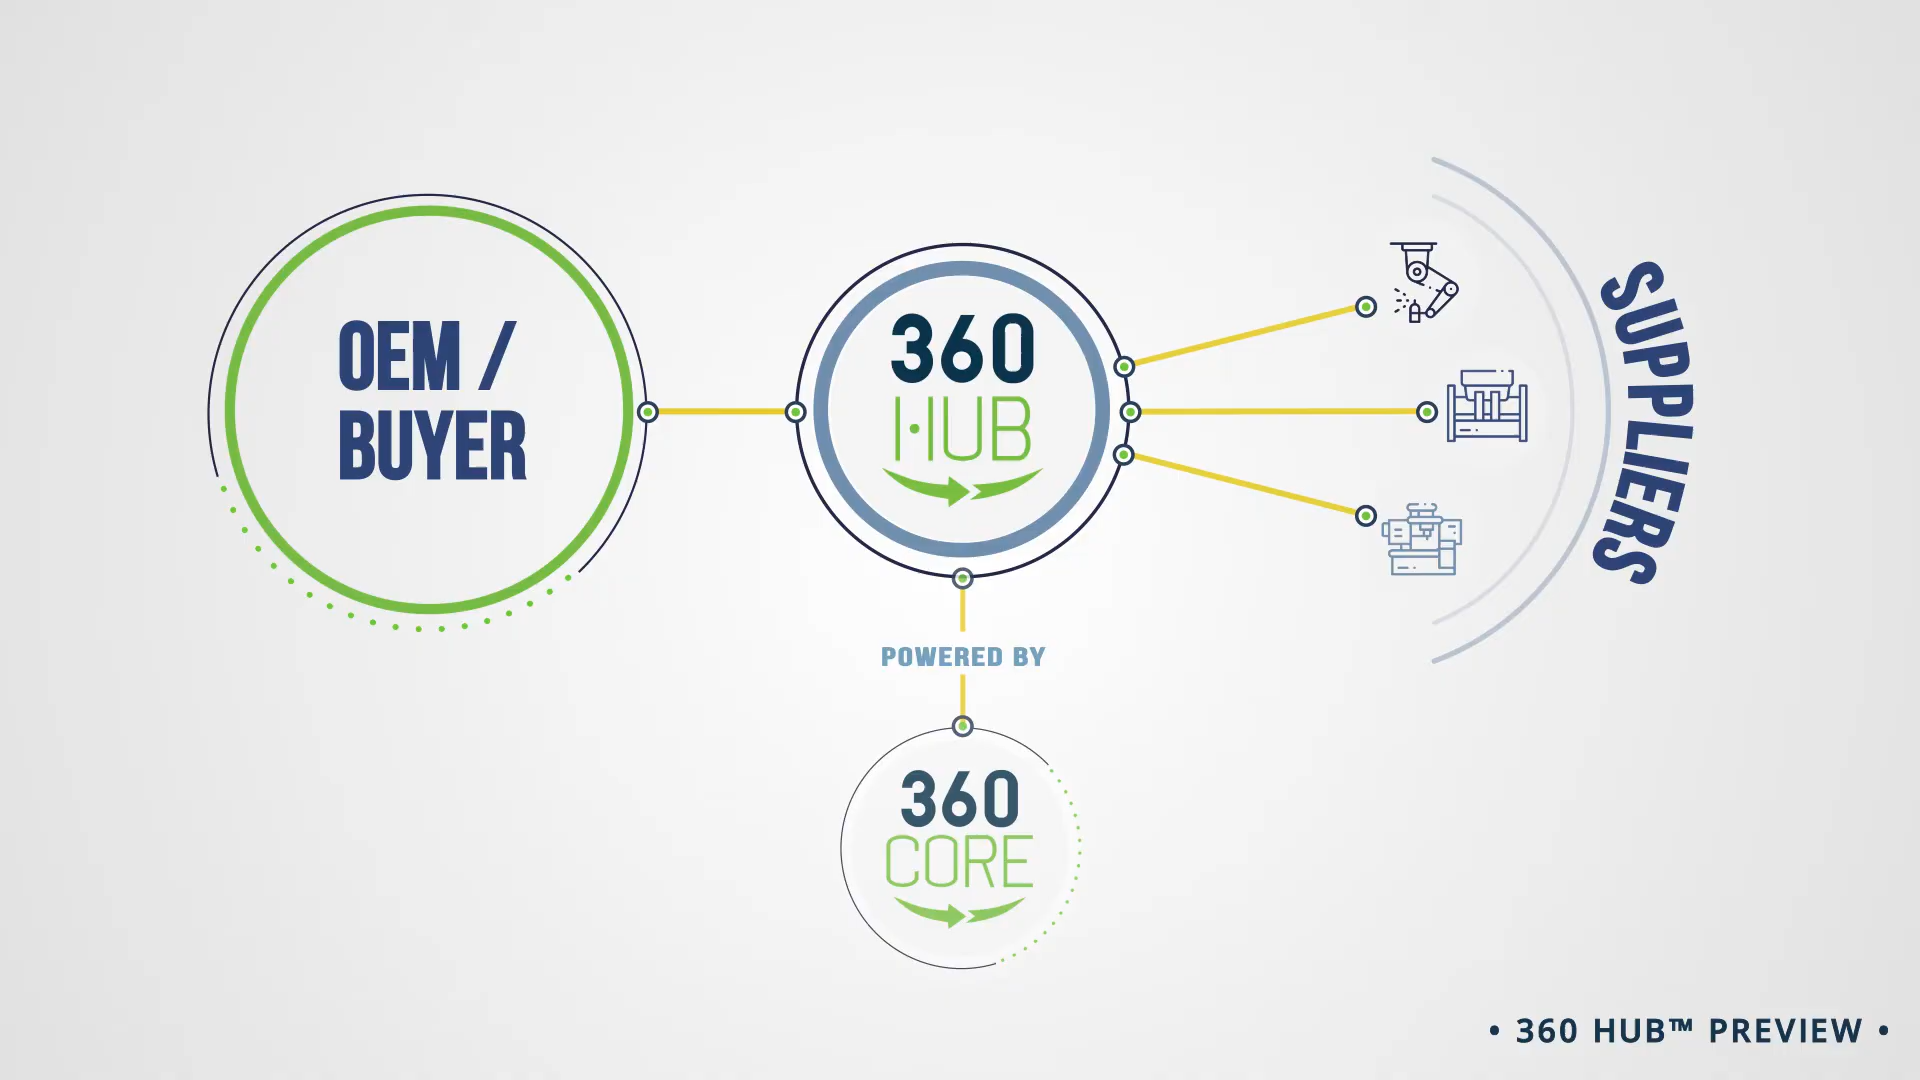 OEM /
BUYER
360
HUB
SUPPLIERS
POWERED BY
360
CORE
• 360 HUB™ PREVIEW •